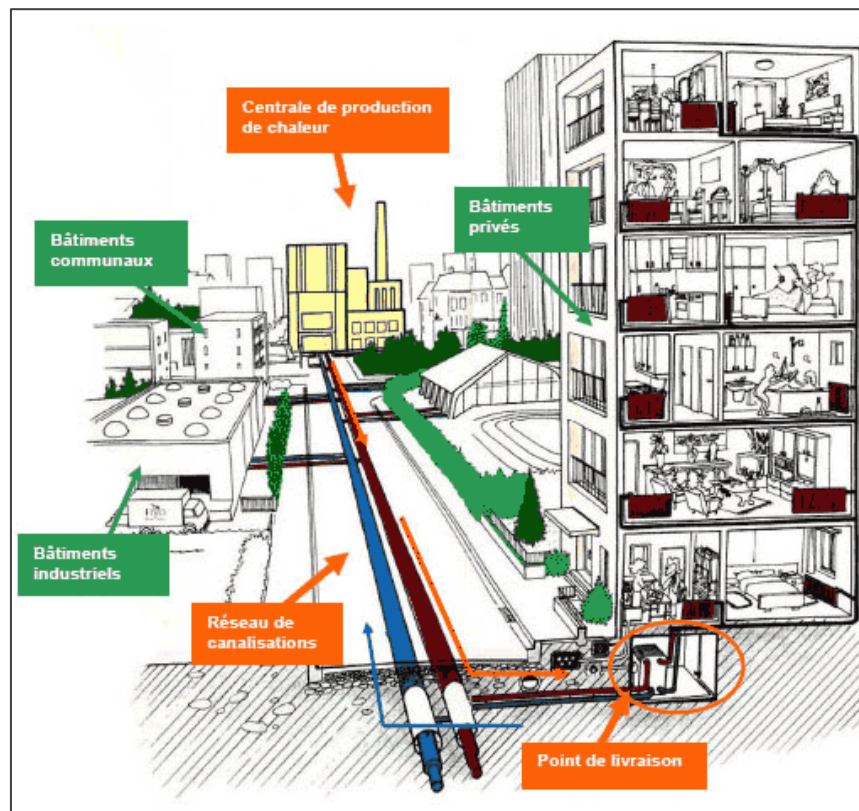 Centrale de production
de chaleur
Bâtiments
privés
Bâtiments
communaux
Bâtiments
industriels
Réseau de
canalisations
Point de livraison